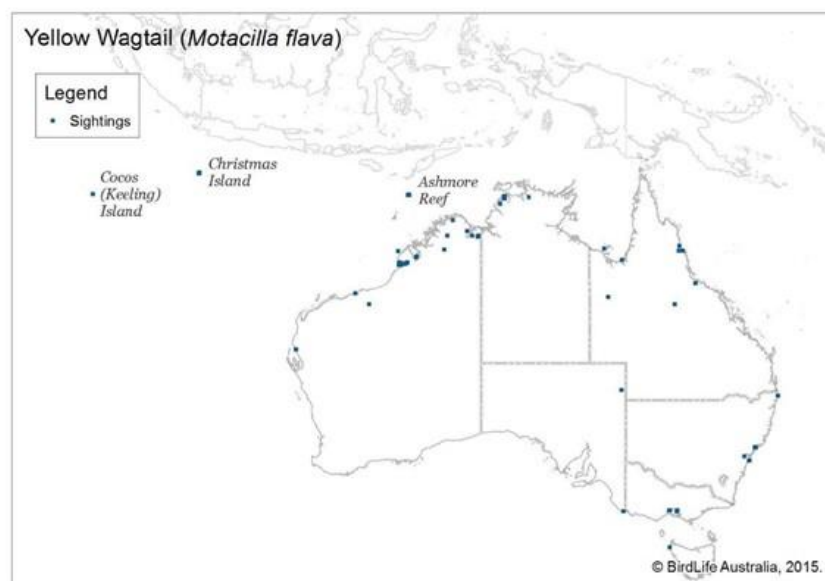 Yellow Wagtail (Motacilla flava)
Legend
Sightings
Cocos
(Keeling)
Island
Christmas
Island
Ashmore
Reef
© BirdLife Australia, 2015.